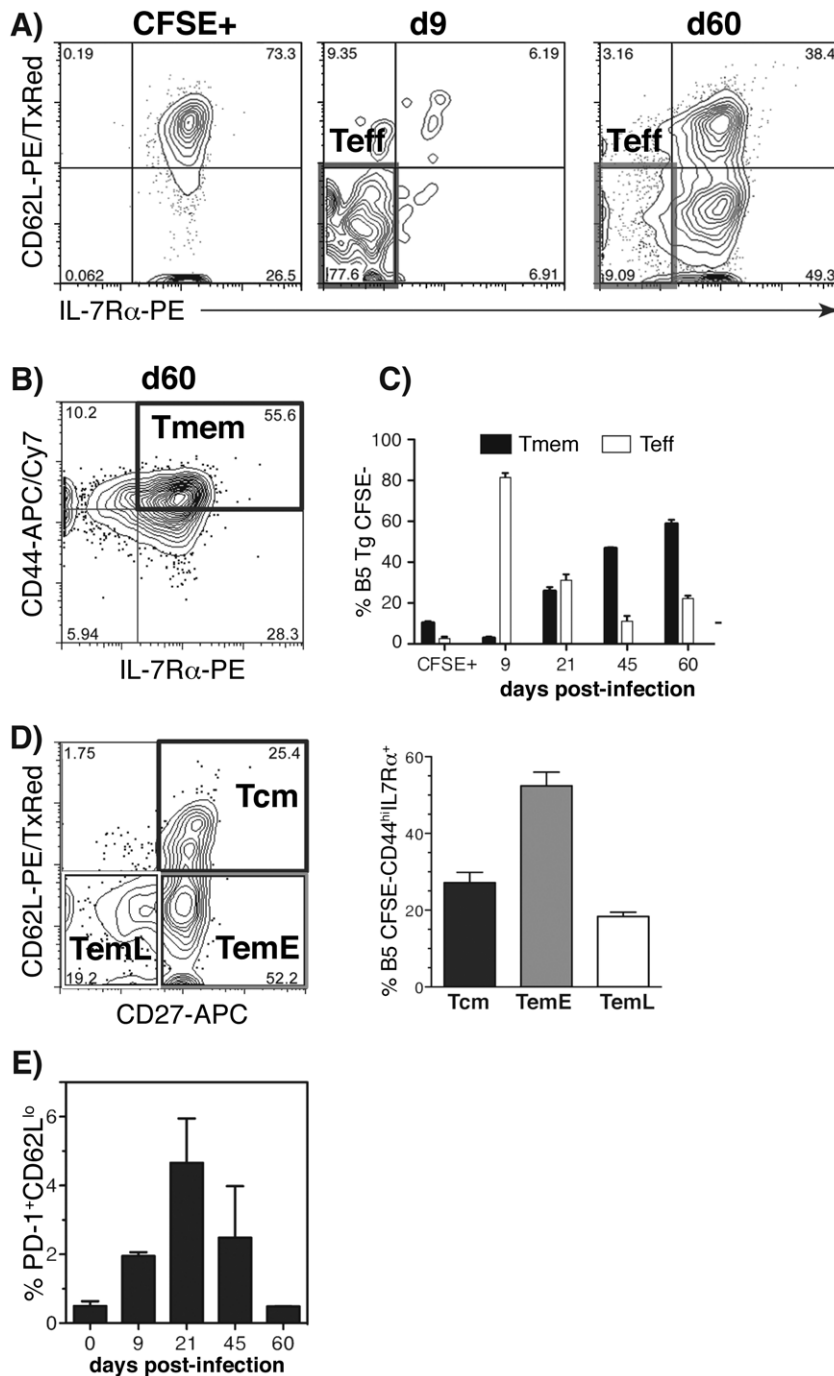 A)
CFSE+
d9
d60
CD62L-PE/TxRed
0.19
73.3
0.062
26.5
9.35
6.19
Teff
77.6
6.91
3.16
38.4
Teff
9.09
49.3
IL-7Rα-PE
B)
d60
CD44-APC/Cy7
10.2
55.6
Tmem
5.94
28.3
IL-7Rα-PE
C)
% B5 Tg CFSE-
Tmem
Teff
100
80
60
40
20
0
CFSE+
9
21
45
60
days post-infection
D)
CD62L-PE/TxRed
1.75
25.4
Tcm
TemL
TemE
19.2
52.2
CD27-APC
% B5 CFSE-CD44hiIL7Rα+
60
40
20
0
Tcm
TemE
TemL
E)
% PD-1+CD62Llo
6
4
2
0
0
9
21
45
60
days post-infection